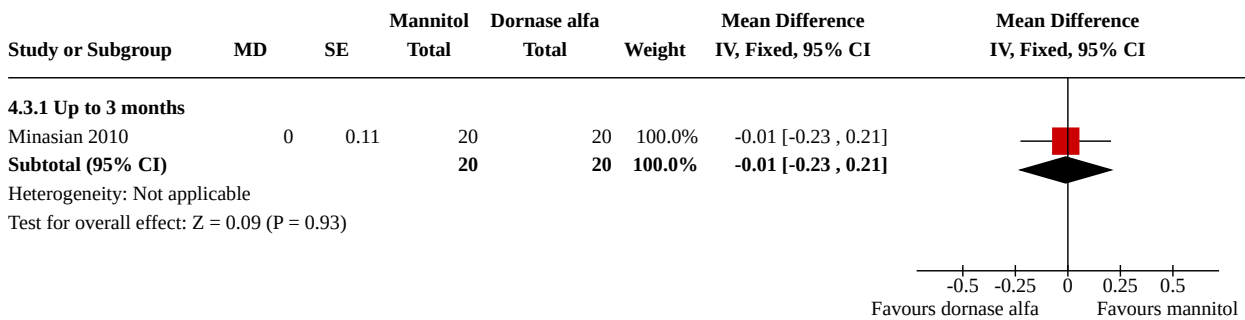 Mannitol Dornase alfa Mean Difference Mean Difference
Study or Subgroup MD SE Total Total Weight IV, Fixed, 95% CI IV, Fixed, 95% CI
4.3.1 Up to 3 months
Minasian 2010 0 0.11 20 20 100.0% -0.01 [-0.23 , 0.21]
Subtotal (95% CI) 20 20 100.0% -0.01 [-0.23 , 0.21]
Heterogeneity: Not applicable
Test for overall effect: Z = 0.09 (P = 0.93)
-0.5 -0.25 0 0.25 0.5
Favours dornase alfa Favours mannitol